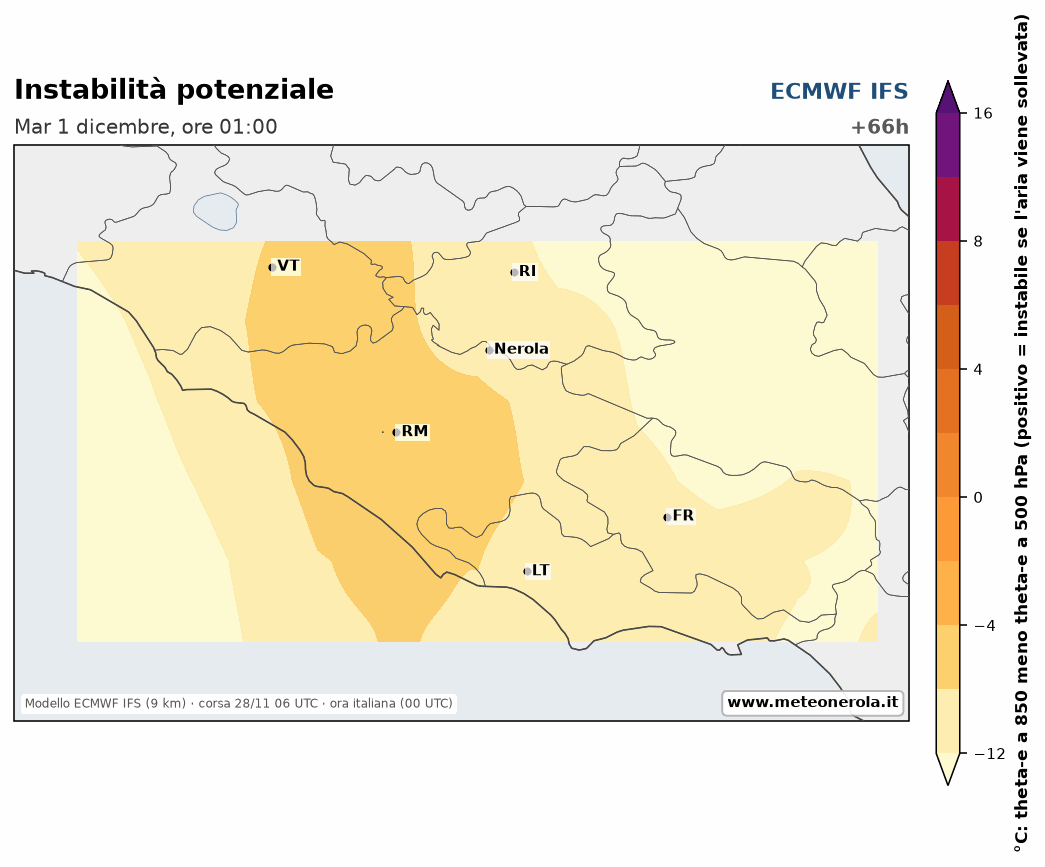 Instabilità potenziale
ECMWF IFS
Mar 1 dicembre, ore 01:00
+66h
VT
RI
Nerola
RM
FR
LT
Modello ECMWF IFS (9 km) · corsa 28/11 06 UTC · ora italiana (00 UTC)
www.meteonerola.it
16
8
4
0
−4
−12
°C: theta-e a 850 meno theta-e a 500 hPa (positivo = instabile se l'aria viene sollevata)